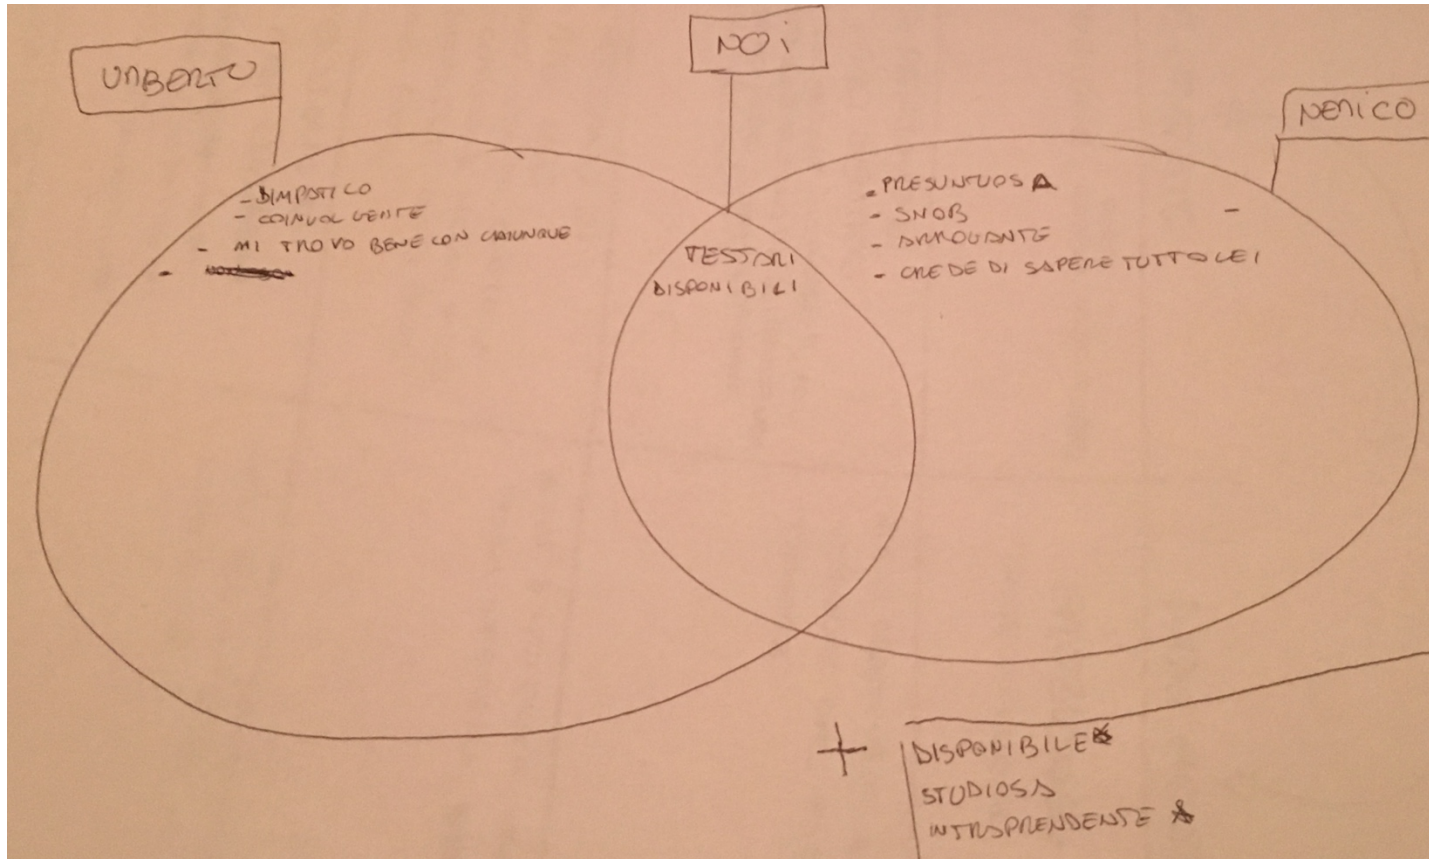 UMBERTO
NOI
NEMICO
- SIMPATICO
- COINVOLGENTE
- MI TROVO BENE CON CHIUNQUE
-
TESTARI
DISPONIBILI
- PRESUNTUOSA
- SNOB
- ARROGANTE
- CREDE DI SAPERE TUTTO LEI
-
+
DISPONIBILE
STUDIOSA
INTRAPRENDENTE